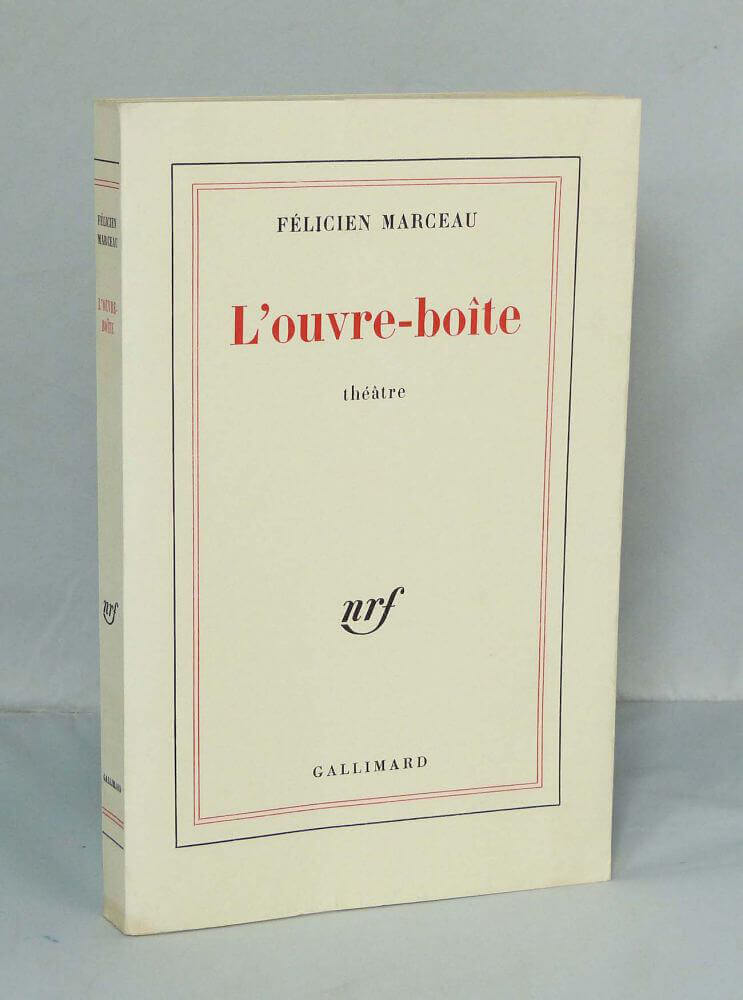 FÉLICIEN MARCEAU
L'ouvre-boîte
théâtre
nrf
GALLIMARD
FÉLICIEN
MARCEAU
L'OUVRE-
BOÎTE
nrf
GALLIMARD